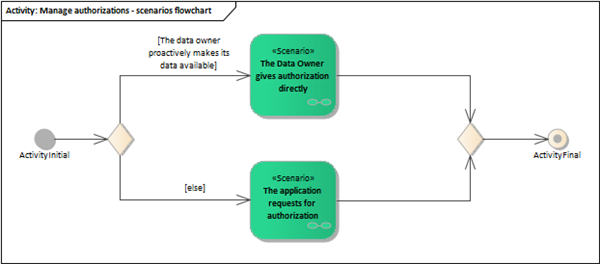 Activity: Manage authorizations - scenarios flowchart
[The data owner
proactively makes its
data available]
«Scenario»
The Data Owner
gives authorization
directly
ActivityInitial
ActivityFinal
[else]
«Scenario»
The application
requests for
authorization